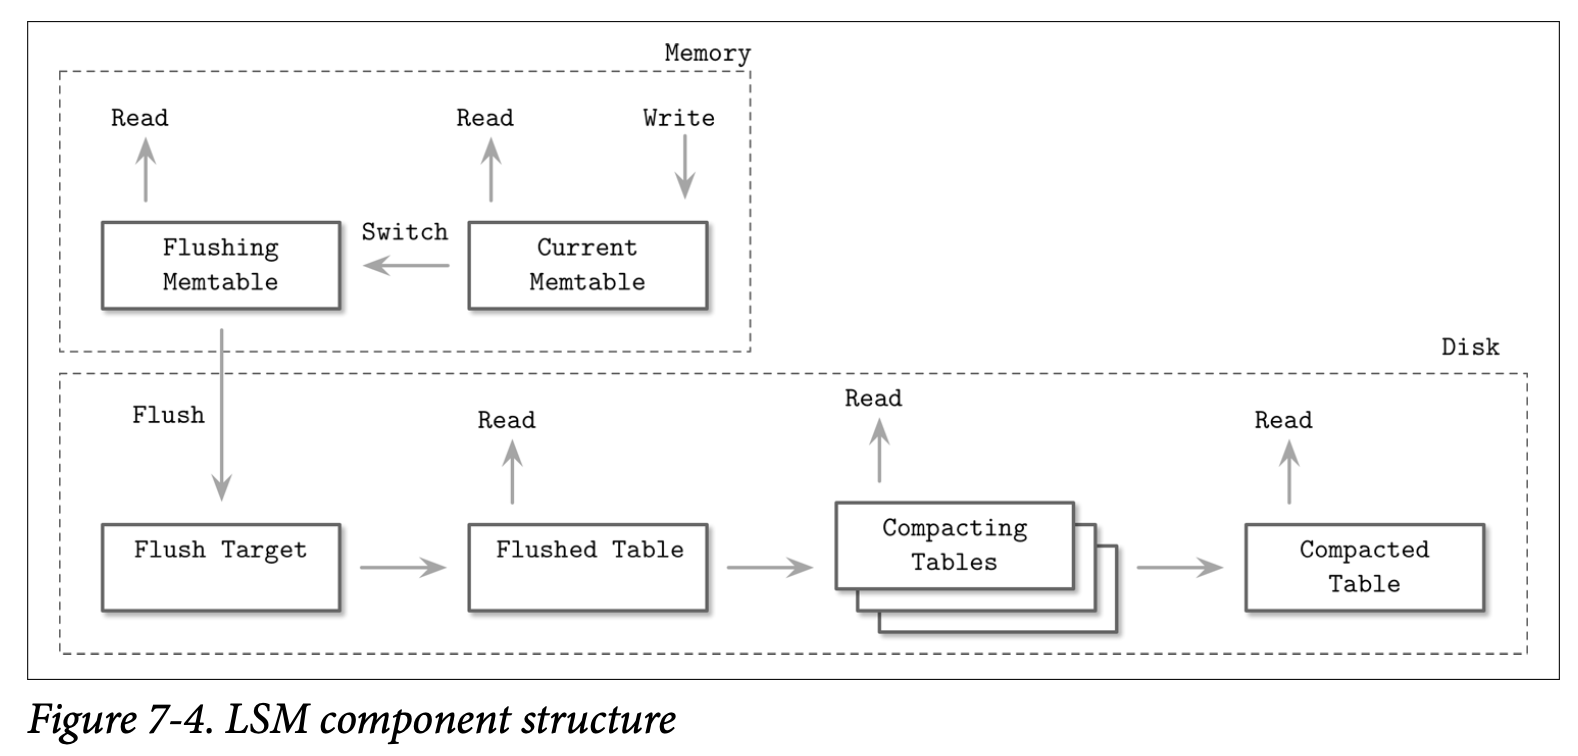 Memory
Read
Read
Write
Switch
Flushing
Memtable
Current
Memtable
Disk
Flush
Read
Read
Read
Flush Target
Flushed Table
Compacting
Tables
Compacted
Table
Figure 7-4. LSM component structure